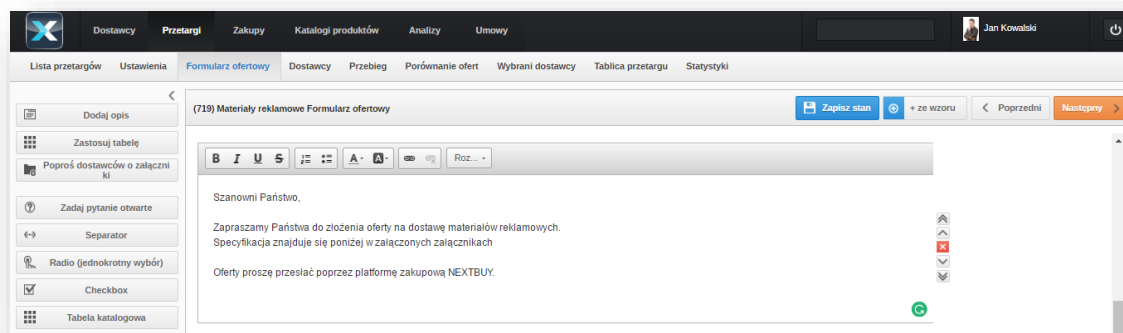 Dostawcy Przetargi Zakupy Katalogi produktów Analizy Umowy Jan Kowalski
Lista przetargów Ustawienia Formularz ofertowy Dostawcy Przebieg Porównanie ofert Wybrani dostawcy Tablica przetargu Statystyki
(719) Materiały reklamowe Formularz ofertowy Zapisz stan + ze wzoru Poprzedni Następny
Dodaj opis
Zastosuj tabelę
Poproś dostawców o załączni
ki
Zadaj pytanie otwarte
Separator
Radio (jednokrotny wybór)
Checkbox
Tabela katalogowa
B I U S A A Roz...
Szanowni Państwo,
Zapraszamy Państwa do złożenia oferty na dostawę materiałów reklamowych.
Specyfikacja znajduje się poniżej w załączonych załącznikach
Oferty proszę przesłać poprzez platformę zakupową NEXTBUY.